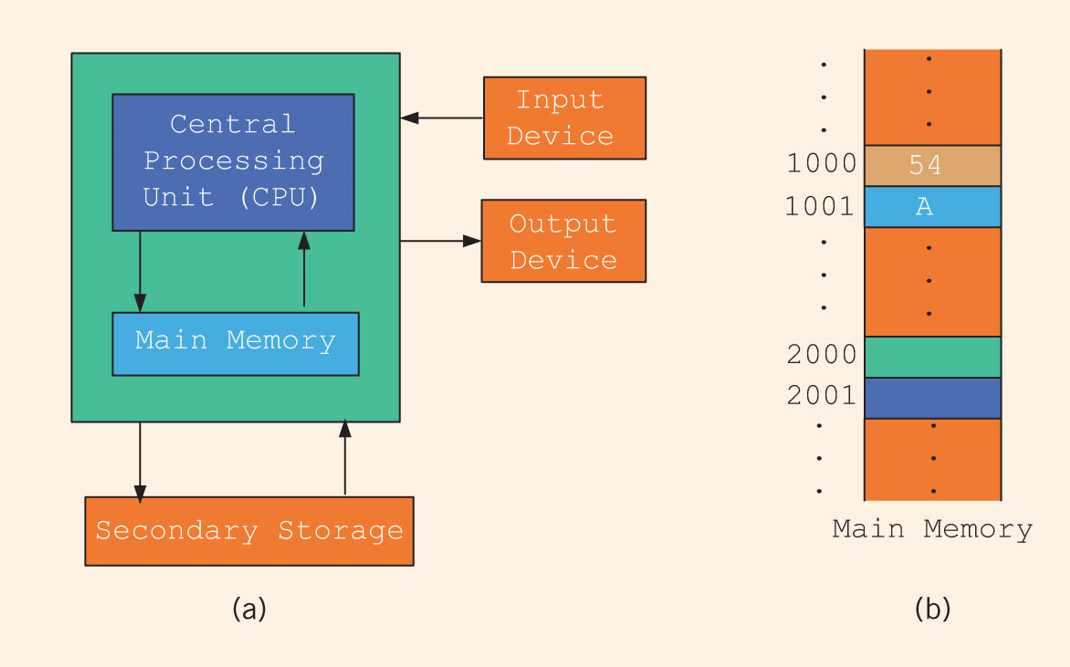 Central
Processing
Unit (CPU)
Main Memory
Secondary Storage
Input
Device
Output
Device
(a)
1000 54
1001 A
2000
2001
Main Memory
(b)